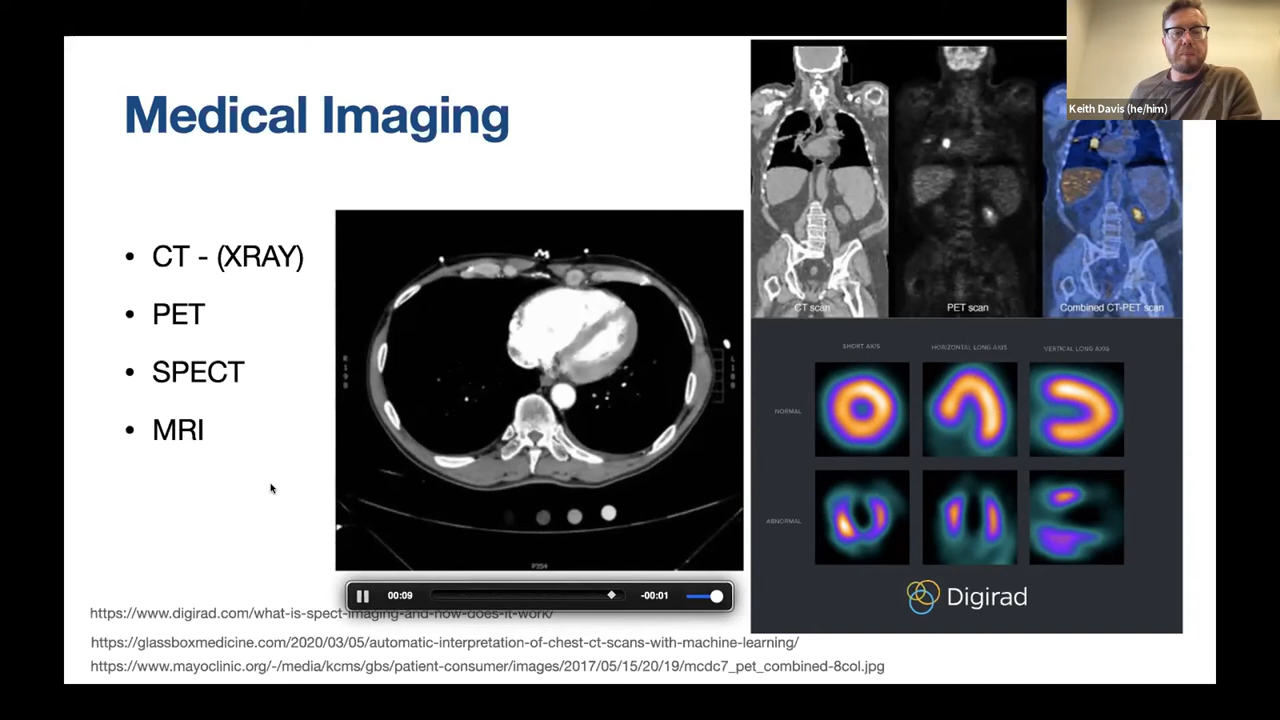 Medical Imaging
Keith Davis (he/him)
• CT - (XRAY)
• PET
• SPECT
• MRI
CT scan
PET scan
Combined CT-PET scan
SHORT AXIS
HORIZONTAL LONG AXIS
VERTICAL LONG AXIS
NORMAL
ABNORMAL
Digirad
00:09
-00:01
https://www.digirad.com/what-is-spect-imaging-and-how-does-it-work/
https://glassboxmedicine.com/2020/03/05/automatic-interpretation-of-chest-ct-scans-with-machine-learning/
https://www.mayoclinic.org/-/media/kcms/gbs/patient-consumer/images/2017/05/15/20/19/mcdc7_pet_combined-8col.jpg